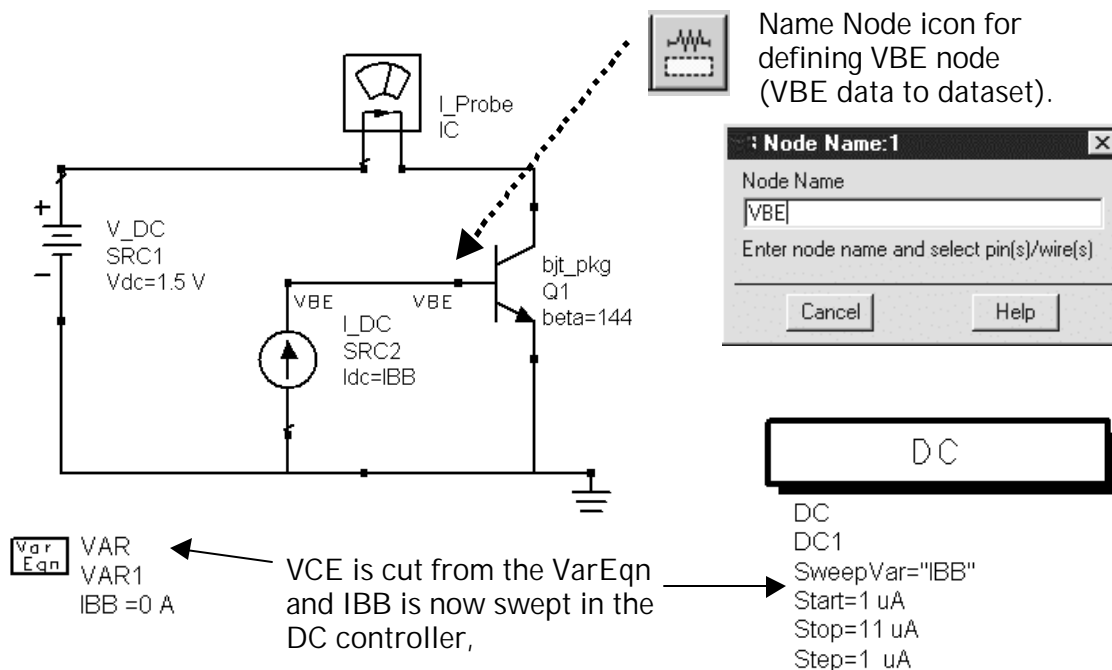 Name Node icon for
defining VBE node
(VBE data to dataset).
I_Probe
IC
Node Name:1
Node Name
VBE
Enter node name and select pin(s)/wire(s)
Cancel
Help
+
-
V_DC
SRC1
Vdc=1.5 V
VBE
VBE
bjt_pkg
Q1
beta=144
I_DC
SRC2
Idc=IBB
DC
DC
DC1
SweepVar="IBB"
Start=1 uA
Stop=11 uA
Step=1 uA
Var
Eqn
VAR
VAR1
IBB =0 A
VCE is cut from the VarEqn
and IBB is now swept in the
DC controller,